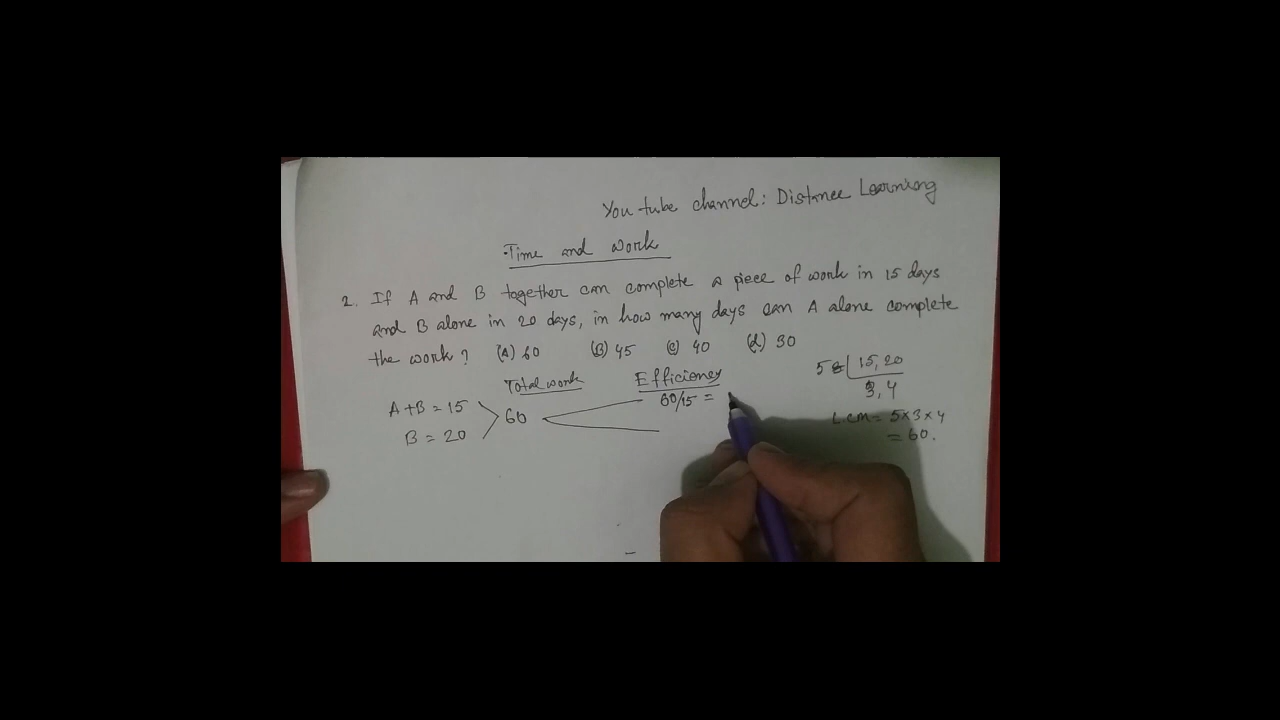 You tube channel: Distance Learning
Time and work
2. If A and B together can complete a piece of work in 15 days
and B alone in 20 days, in how many days can A alone complete
the work? (A) 60 (B) 45 (C) 40 (d) 30
Total work Efficiency
5 | 15, 20
3, 4
A+B = 15
B = 20
60
60/15 =
L.CM = 5×3×4
= 60.